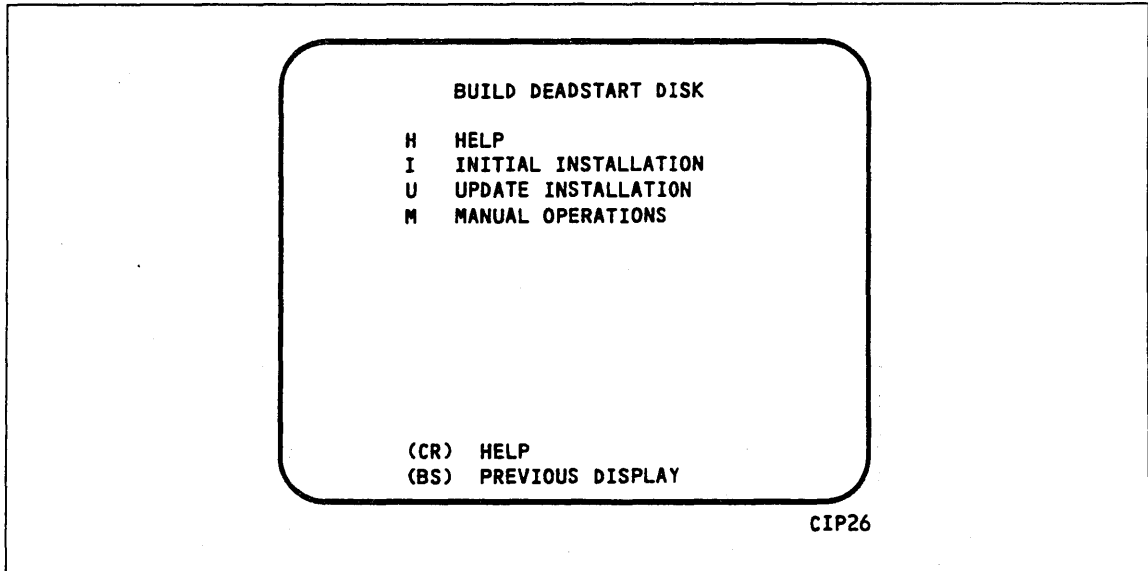 BUILD DEADSTART DISK
H HELP
I INITIAL INSTALLATION
U UPDATE INSTALLATION
M MANUAL OPERATIONS
(CR) HELP
(BS) PREVIOUS DISPLAY
CIP26